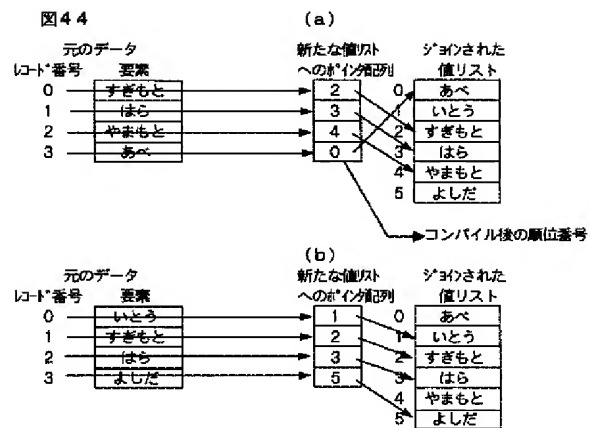 図44
(a)
元のデータ 新たな値リスト ジョインされた
レコード番号 要素 へのポインタ配列 値リスト
0 すぎもと 2 0 あべ
1 はら 3 1 いとう
2 やまもと 4 2 すぎもと
3 あべ 0 3 はら
4 やまもと
5 よしだ
コンパイル後の順位番号
(b)
元のデータ 新たな値リスト ジョインされた
レコード番号 要素 へのポインタ配列 値リスト
0 いとう 1 0 あべ
1 すぎもと 2 1 いとう
2 はら 3 2 すぎもと
3 よしだ 5 3 はら
4 やまもと
5 よしだ